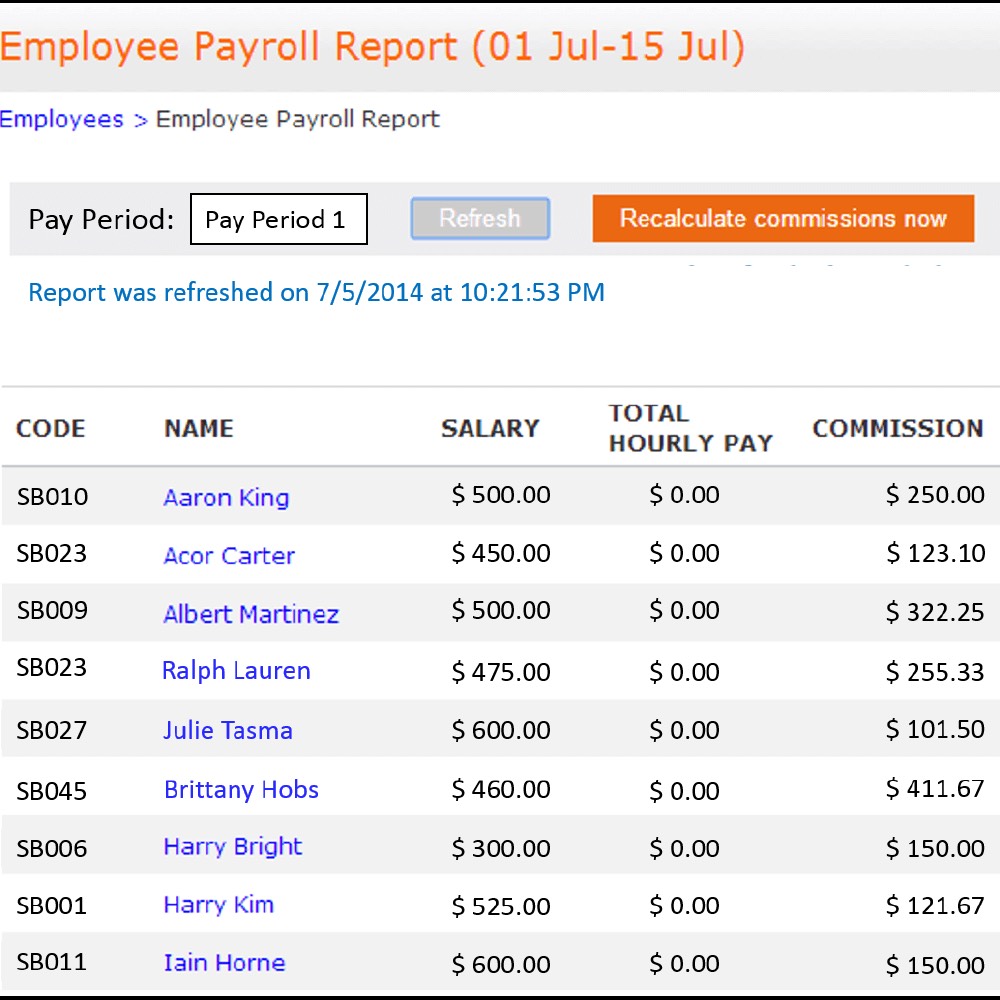 Employee Payroll Report (01 Jul-15 Jul)
Employees > Employee Payroll Report
Pay Period: Pay Period 1 Refresh Recalculate commissions now
Report was refreshed on 7/5/2014 at 10:21:53 PM
CODE NAME SALARY TOTAL HOURLY PAY COMMISSION
SB010 Aaron King $ 500.00 $ 0.00 $ 250.00
SB023 Acor Carter $ 450.00 $ 0.00 $ 123.10
SB009 Albert Martinez $ 500.00 $ 0.00 $ 322.25
SB023 Ralph Lauren $ 475.00 $ 0.00 $ 255.33
SB027 Julie Tasma $ 600.00 $ 0.00 $ 101.50
SB045 Brittany Hobs $ 460.00 $ 0.00 $ 411.67
SB006 Harry Bright $ 300.00 $ 0.00 $ 150.00
SB001 Harry Kim $ 525.00 $ 0.00 $ 121.67
SB011 Iain Horne $ 600.00 $ 0.00 $ 150.00